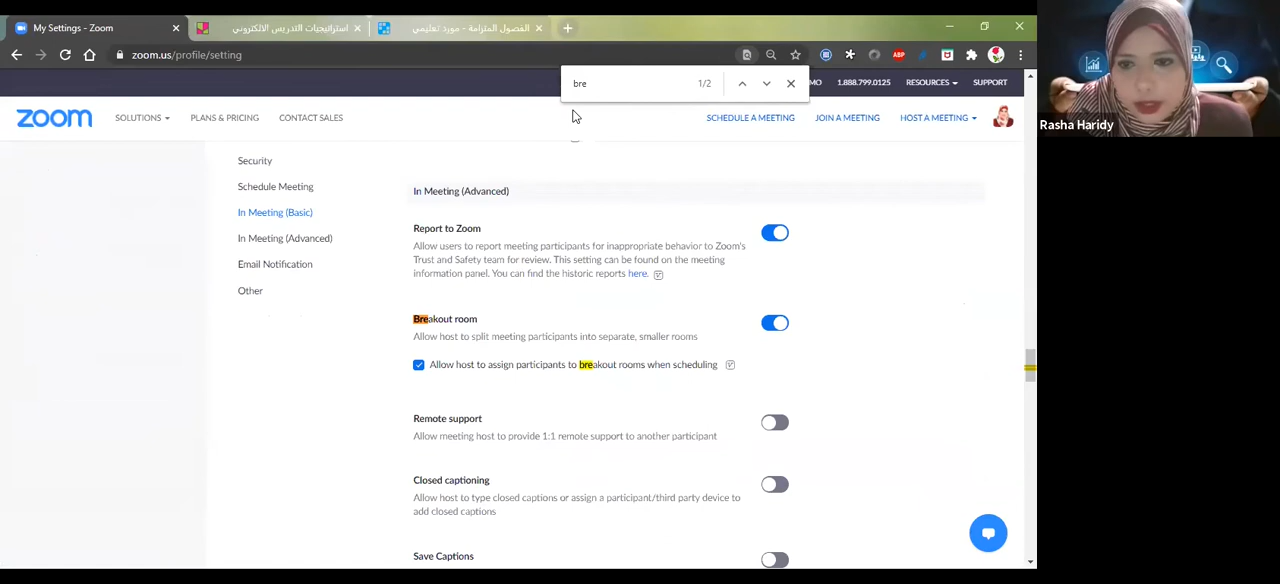 My Settings - Zoom
استراتيجيات التدريس الالكتروني
الفصول المتزامنة - مورد تعليمي
zoom.us/profile/setting
ABP
bre
1/2
MO
1.888.799.0125
RESOURCES
SUPPORT
zoom
SOLUTIONS
PLANS & PRICING
CONTACT SALES
SCHEDULE A MEETING
JOIN A MEETING
HOST A MEETING
Rasha Haridy
Security
Schedule Meeting
In Meeting (Basic)
In Meeting (Advanced)
Email Notification
Other
In Meeting (Advanced)
Report to Zoom
Allow users to report meeting participants for inappropriate behavior to Zoom's
Trust and Safety team for review. This setting can be found on the meeting
information panel. You can find the historic reports here.
Breakout room
Allow host to split meeting participants into separate, smaller rooms
Allow host to assign participants to breakout rooms when scheduling
Remote support
Allow meeting host to provide 1:1 remote support to another participant
Closed captioning
Allow host to type closed captions or assign a participant/third party device to
add closed captions
Save Captions